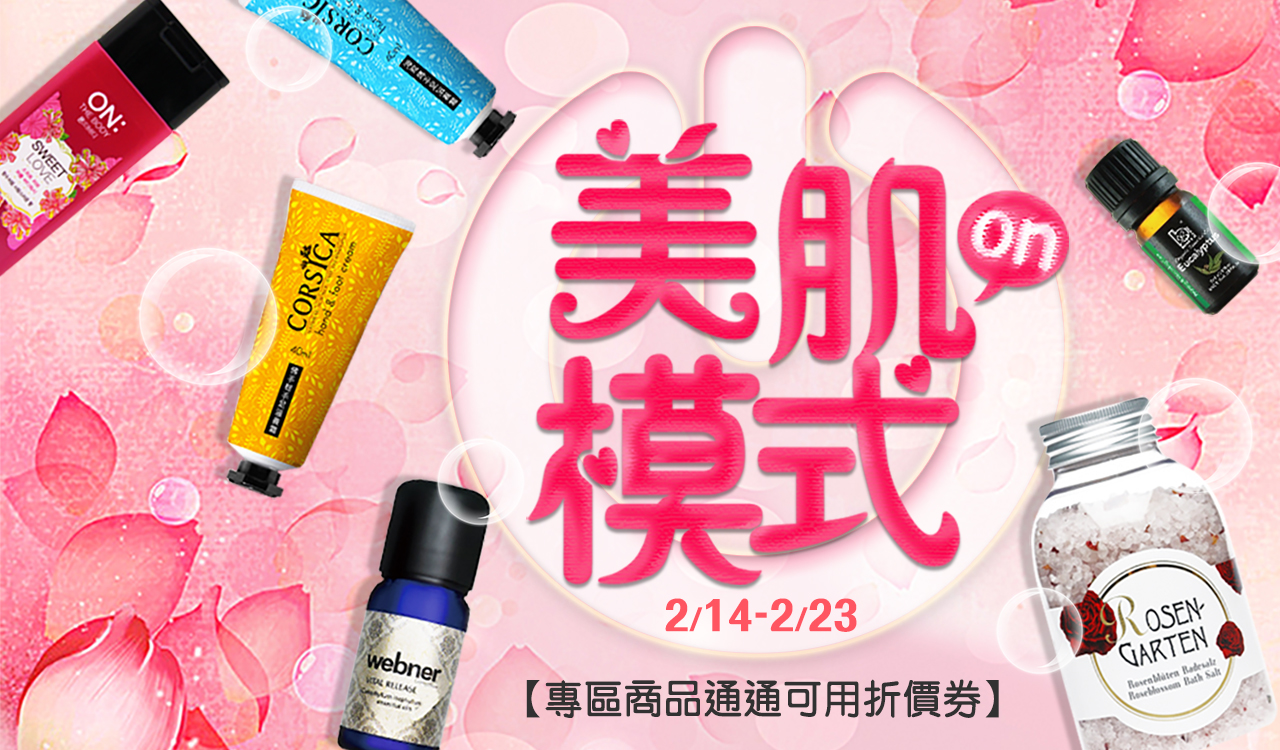 美肌
on
模式
2/14-2/23
【專區商品通通可用折價券】
ON:
THE BODY
SWEET
LOVE
CORSICA
CORSICA
hand & foot cream
40ml
Eucalyptus
webner
VITAL RELEASE
ROSEN-
GARTEN
Rosenblüten Badesalz
Roseblossom Bath Salt